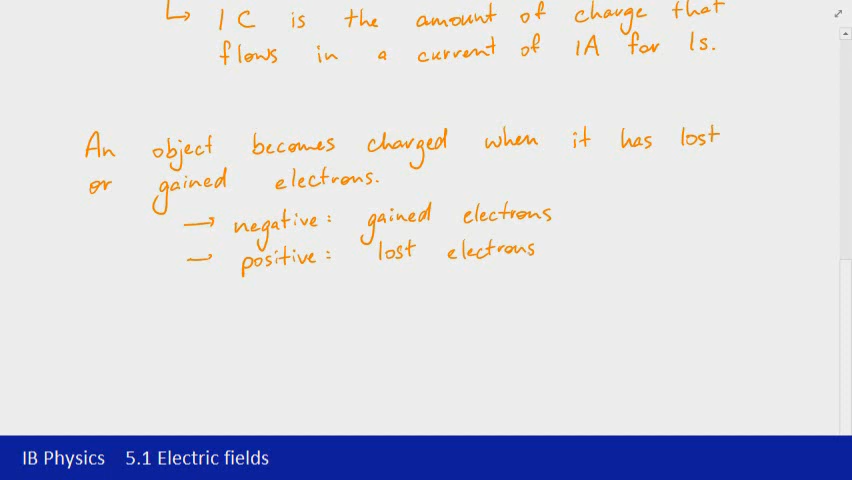 ↳ 1 C is the amount of charge that
flows in a current of 1A for 1s.
An object becomes charged when it has lost
or gained electrons.
→ negative: gained electrons
→ positive: lost electrons
IB Physics 5.1 Electric fields